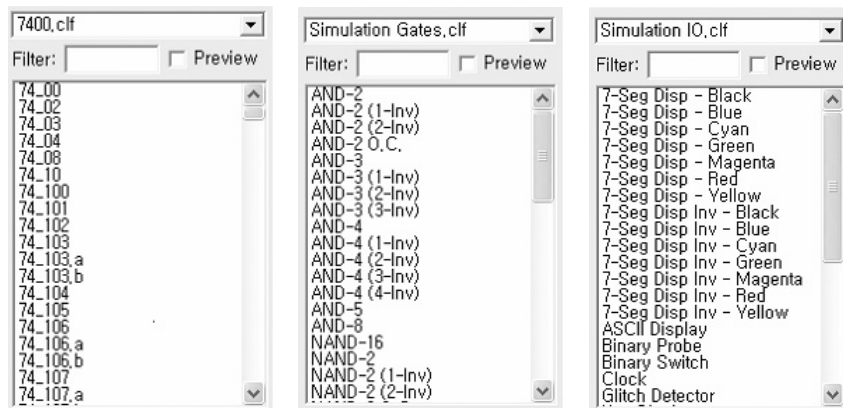 7400.clf
Filter:
Preview
74_00
74_02
74_03
74_04
74_08
74_10
74_100
74_101
74_102
74_103
74_103.a
74_103.b
74_104
74_105
74_106
74_106.a
74_106.b
74_107
74_107.a
Simulation Gates.clf
Filter:
Preview
AND-2
AND-2 (1-Inv)
AND-2 (2-Inv)
AND-2 O.C.
AND-3
AND-3 (1-Inv)
AND-3 (2-Inv)
AND-3 (3-Inv)
AND-4
AND-4 (1-Inv)
AND-4 (2-Inv)
AND-4 (3-Inv)
AND-4 (4-Inv)
AND-5
AND-8
NAND-16
NAND-2
NAND-2 (1-Inv)
NAND-2 (2-Inv)
Simulation IO.clf
Filter:
Preview
7-Seg Disp - Black
7-Seg Disp - Blue
7-Seg Disp - Cyan
7-Seg Disp - Green
7-Seg Disp - Magenta
7-Seg Disp - Red
7-Seg Disp - Yellow
7-Seg Disp Inv - Black
7-Seg Disp Inv - Blue
7-Seg Disp Inv - Cyan
7-Seg Disp Inv - Green
7-Seg Disp Inv - Magenta
7-Seg Disp Inv - Red
7-Seg Disp Inv - Yellow
ASCII Display
Binary Probe
Binary Switch
Clock
Glitch Detector